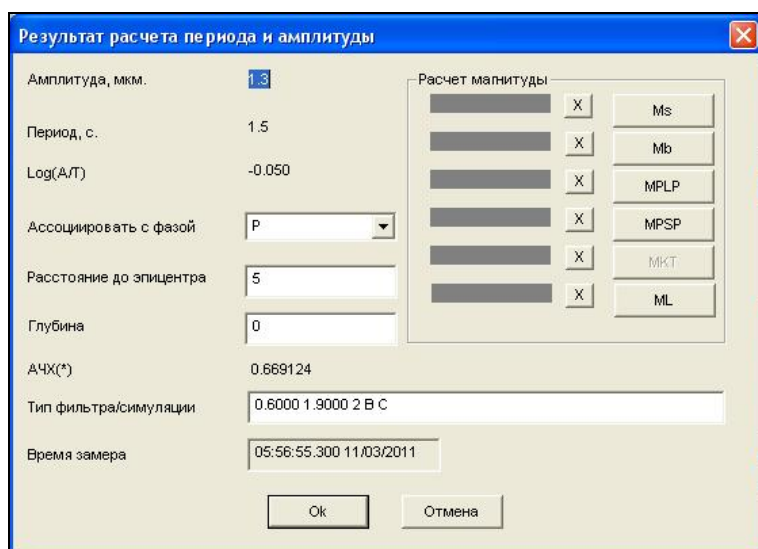 Результат расчета периода и амплитуды
Амплитуда, мкм. 1.3
Период, с. 1.5
Log(A/T) -0.050
Ассоциировать с фазой P
Расстояние до эпицентра 5
Глубина 0
АЧХ(*) 0.669124
Тип фильтра/симуляции 0.6000 1.9000 2 B C
Время замера 05:56:55.300 11/03/2011
Расчет магнитуды
X Ms
X Mb
X MPLP
X MPSP
X MKT
X ML
Ok Отмена